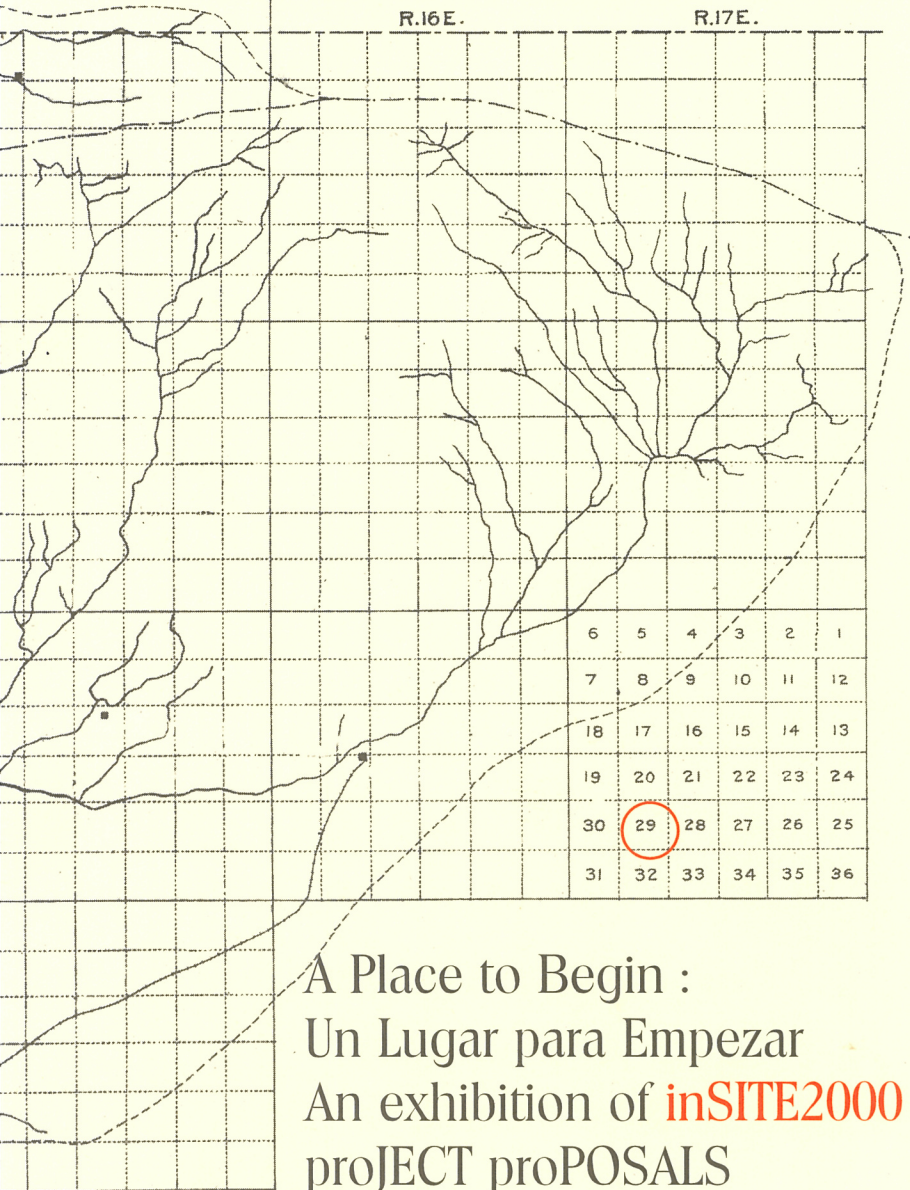 R.16E. R.17E.
6 5 4 3 2 1
7 8 9 10 11 12
18 17 16 15 14 13
19 20 21 22 23 24
30 29 28 27 26 25
31 32 33 34 35 36
A Place to Begin :
Un Lugar para Empezar
An exhibition of inSITE2000
proJECT proPOSALS